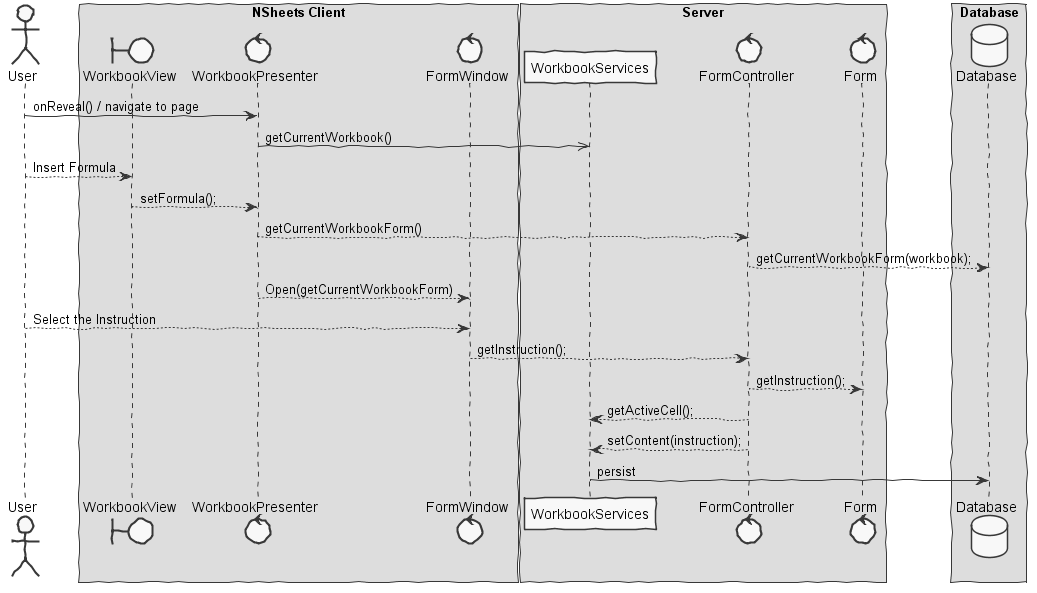 NSheets Client
Server
Database
User
WorkbookView
WorkbookPresenter
FormWindow
WorkbookServices
FormController
Form
Database
onReveal() / navigate to page
getCurrentWorkbook()
Insert Formula
setFormula();
getCurrentWorkbookForm()
getCurrentWorkbookForm(workbook);
Open(getCurrentWorkbookForm)
Select the Instruction
getInstruction();
getInstruction();
getActiveCell();
setContent(instruction);
persist
User
WorkbookView
WorkbookPresenter
FormWindow
WorkbookServices
FormController
Form
Database